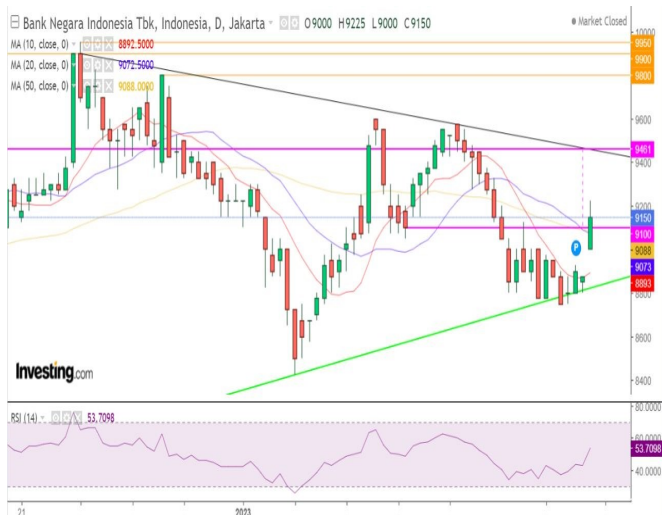 Bank Negara Indonesia Tbk, Indonesia, D, Jakarta O9000 H9225 L9000 C9150
Market Closed
MA (10, close, 0) 8892.5000
MA (20, close, 0) 9072.5000
MA (50, close, 0) 9088.0000
10000
9950
9900
9800
9600
9461
9200
9150
9100
9088
9073
8893
8800
8600
8400
P
Investing.com
RSI (14) 53.7098
80.0000
60.0000
53.7098
40.0000
21
2023